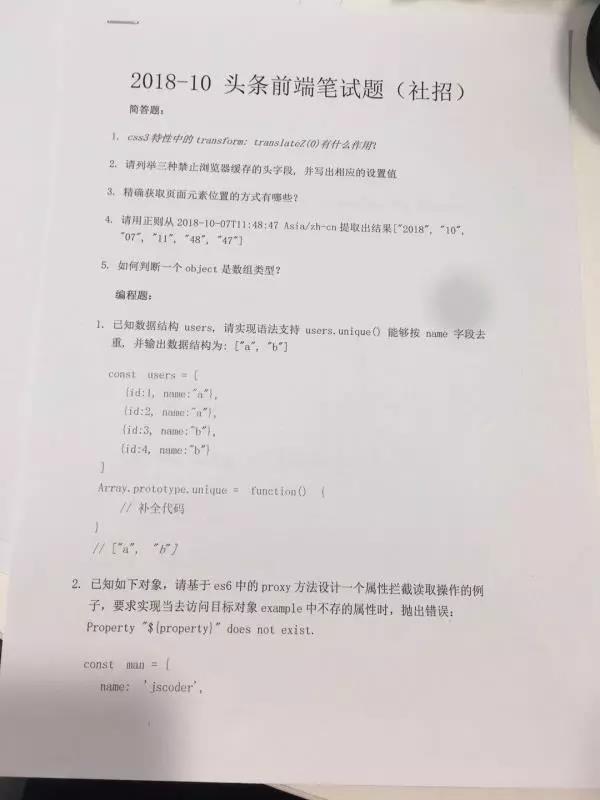 2018-10 头条前端笔试题（社招）
简答题:
1. css3特性中的 transform: translateZ(0)有什么作用?
2. 请列举三种禁止浏览器缓存的头字段, 并写出相应的设置值
3. 精确获取页面元素位置的方式有哪些?
4. 请用正则从 2018-10-07T11:48:47 Asia/zh-cn 提取出结果["2018", "10",
"07", "11", "48", "47"]
5. 如何判断一个 object 是数组类型?
编程题:
1. 已知数据结构 users, 请实现语法支持 users.unique() 能够按 name 字段去
重, 并输出数据结构为: ["a", "b"]
const users = [
{id:1, name:"a"},
{id:2, name:"a"},
{id:3, name:"b"},
{id:4, name:"b"}
]
Array.prototype.unique = function() {
// 补全代码
}
// ["a", "b"]
2. 已知如下对象，请基于 es6 中的 proxy 方法设计一个属性拦截读取操作的例
子，要求实现当去访问目标对象 example 中不存的属性时，抛出错误:
Property "${property}" does not exist.
const man = {
name: 'jscoder',